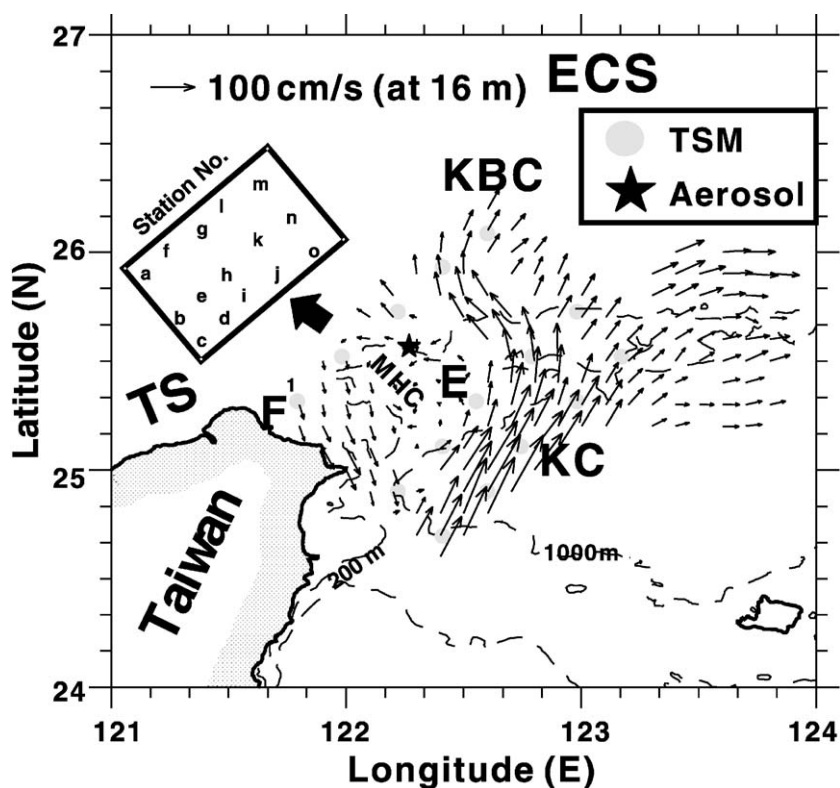 27
26
25
24
Latitude (N)
100 cm/s (at 16 m)
ECS
TSM
Aerosol
KBC
Station No.
m
l
n
g
f
k
o
a
h
j
e
i
b
d
c
TS
MHC
E
F
1
KC
Taiwan
200 m
1000m
121
122
123
124
Longitude (E)